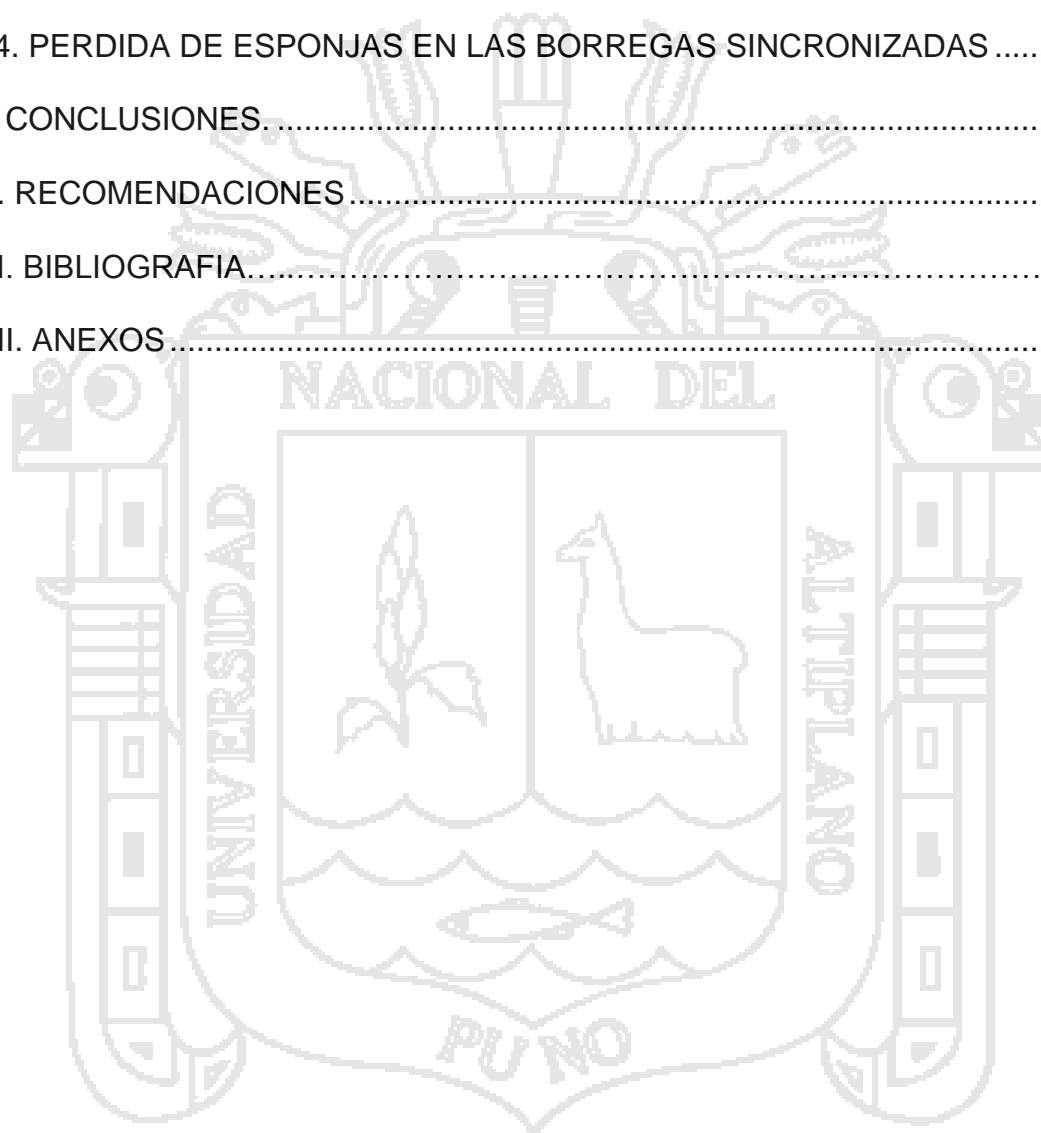 4. PERDIDA DE ESPONJAS EN LAS BORREGAS SINCRONIZADAS .....
CONCLUSIONES. ....................................................................................
. RECOMENDACIONES.............................................................................
I. BIBLIOGRAFIA…...…………………………………………………………………
II. ANEXOS .................................................................................................
NACIONAL DEL
UNIVERSIDAD
ALTIPLANO
PUNO